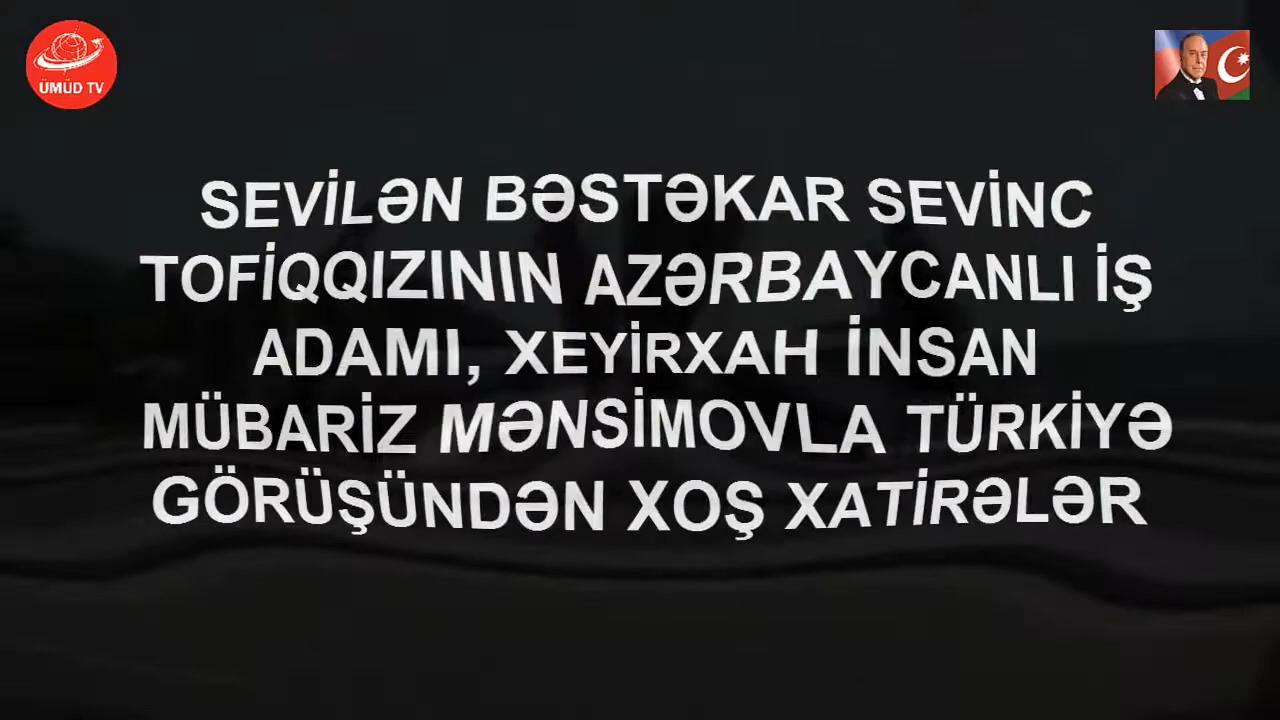 ÜMÜD TV
SEVİLƏN BƏSTƏKAR SEVİNC
TOFİQQIZININ AZƏRBAYCANLI İŞ
ADAMI, XEYİRXAH İNSAN
MÜBARİZ MƏNSİMOVLA TÜRKİYƏ
GÖRÜŞÜNDƏN XOŞ XATİRƏLƏR